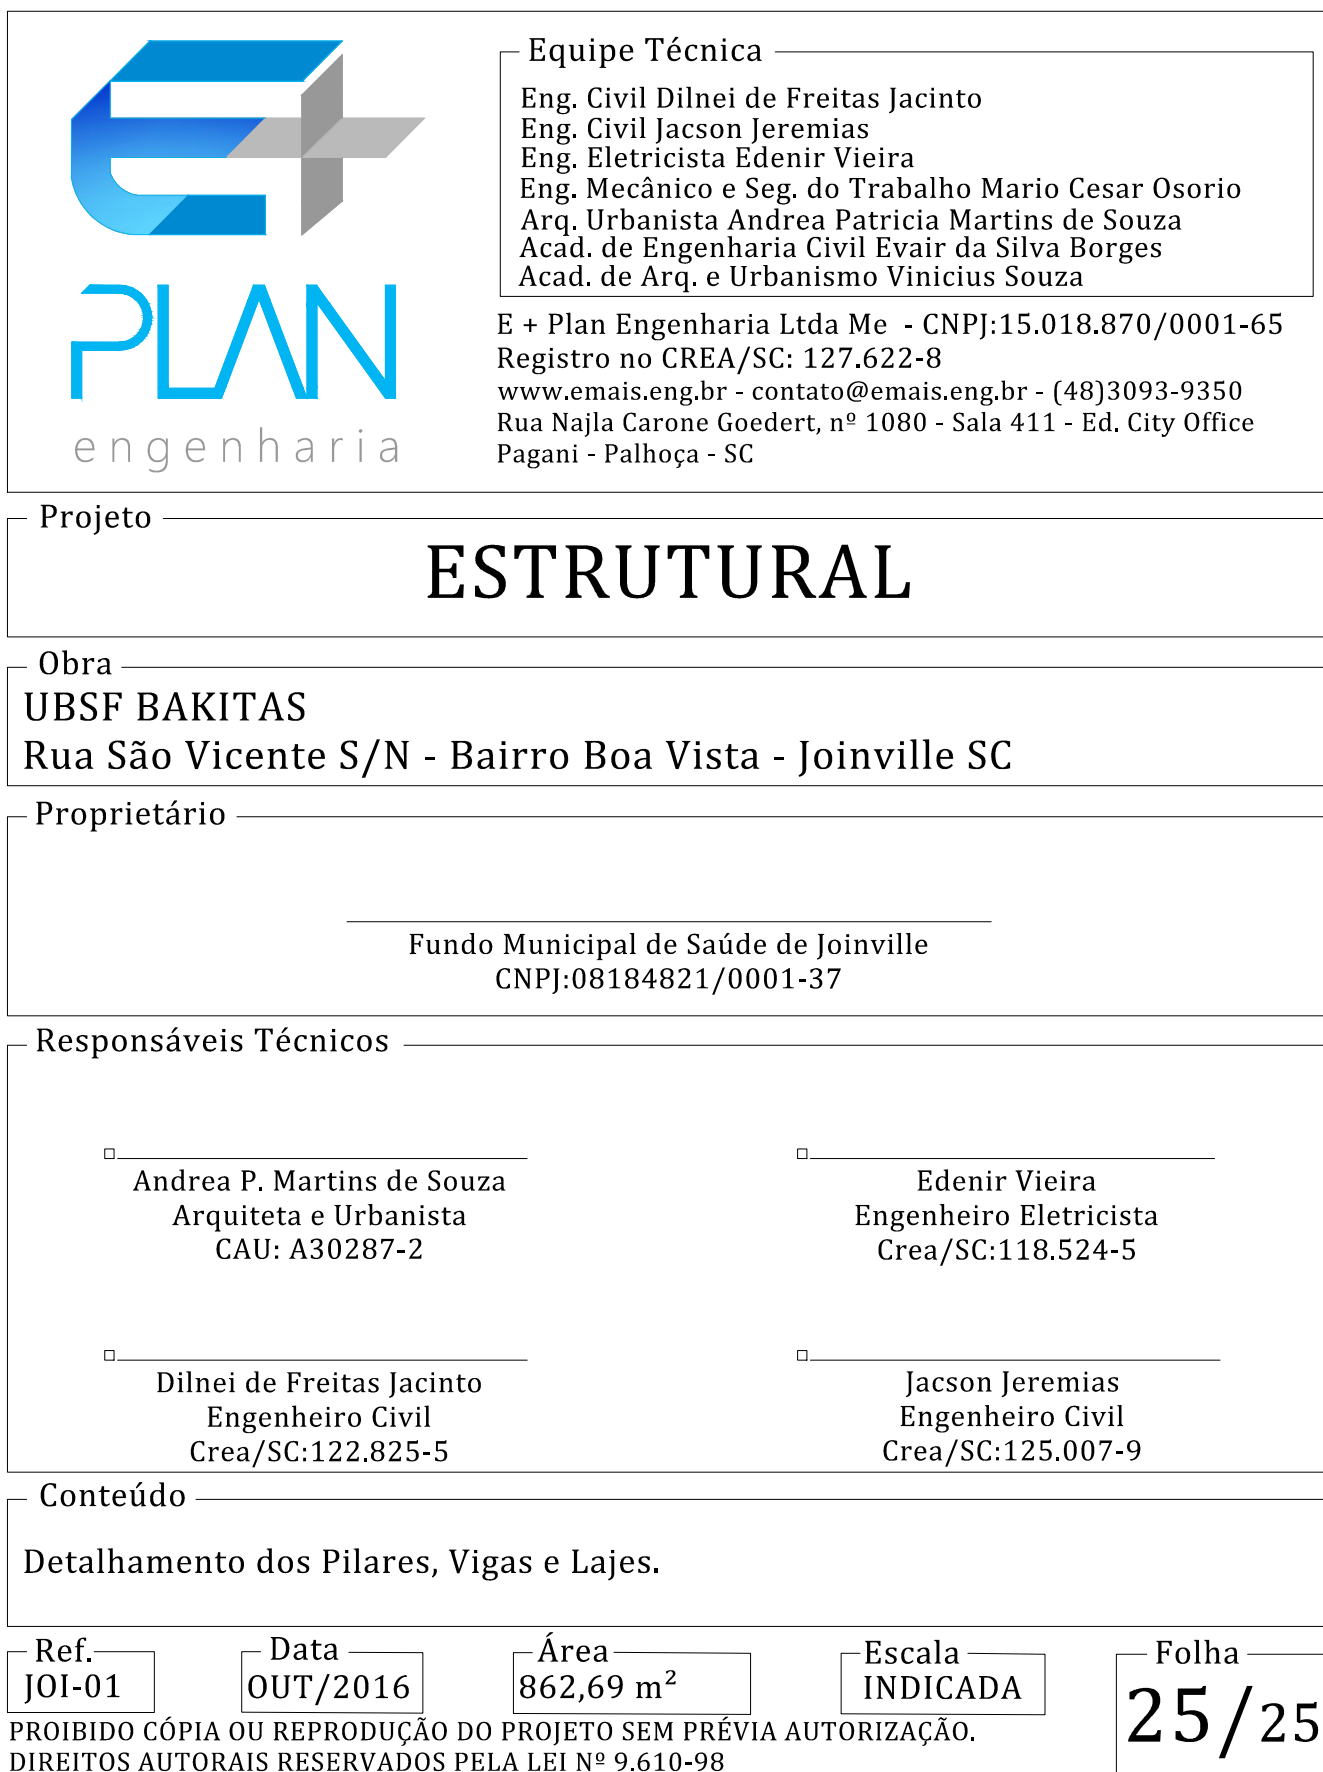 E+
PLAN
engenharia
Equipe Técnica
Eng. Civil Dilnei de Freitas Jacinto
Eng. Civil Jacson Jeremias
Eng. Eletricista Edenir Vieira
Eng. Mecânico e Seg. do Trabalho Mario Cesar Osorio
Arq. Urbanista Andrea Patricia Martins de Souza
Acad. de Engenharia Civil Evair da Silva Borges
Acad. de Arq. e Urbanismo Vinicius Souza
E + Plan Engenharia Ltda Me - CNPJ:15.018.870/0001-65
Registro no CREA/SC: 127.622-8
www.emais.eng.br - contato@emais.eng.br - (48)3093-9350
Rua Najla Carone Goedert, nº 1080 - Sala 411 - Ed. City Office
Pagani - Palhoça - SC
Projeto
ESTRUTURAL
Obra
UBSF BAKITAS
Rua São Vicente S/N - Bairro Boa Vista - Joinville SC
Proprietário
Fundo Municipal de Saúde de Joinville
CNPJ:08184821/0001-37
Responsáveis Técnicos
Andrea P. Martins de Souza
Arquiteta e Urbanista
CAU: A30287-2
Edenir Vieira
Engenheiro Eletricista
Crea/SC:118.524-5
Dilnei de Freitas Jacinto
Engenheiro Civil
Crea/SC:122.825-5
Jacson Jeremias
Engenheiro Civil
Crea/SC:125.007-9
Conteúdo
Detalhamento dos Pilares, Vigas e Lajes.
Ref.
JOI-01
Data
OUT/2016
Área
862,69 m²
Escala
INDICADA
Folha
25/25
PROIBIDO CÓPIA OU REPRODUÇÃO DO PROJETO SEM PRÉVIA AUTORIZAÇÃO.
DIREITOS AUTORAIS RESERVADOS PELA LEI Nº 9.610-98